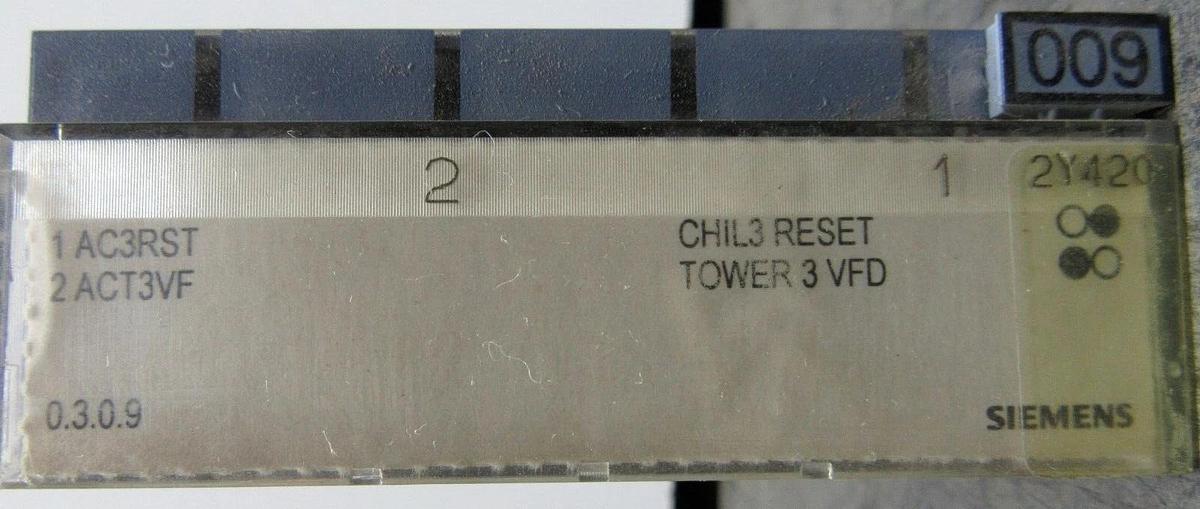 009
2 1 2Y420
1 AC3RST CHIL3 RESET
2 ACT3VF TOWER 3 VFD
0.3.0.9 SIEMENS